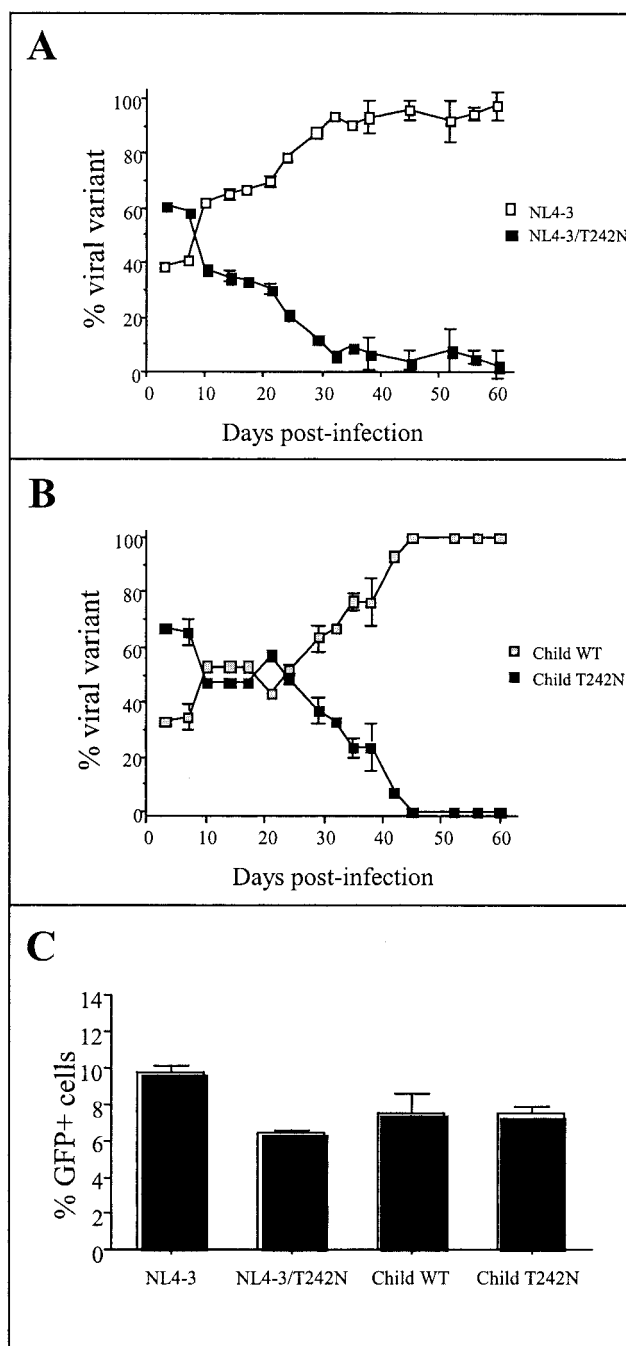 A
% viral variant
100
80
60
40
20
0
0 10 20 30 40 50 60
Days post-infection
NL4-3
NL4-3/T242N
B
% viral variant
100
80
60
40
20
0
0 10 20 30 40 50 60
Days post-infection
Child WT
Child T242N
C
% GFP+ cells
14
12
10
8
6
4
2
0
NL4-3 NL4-3/T242N Child WT Child T242N